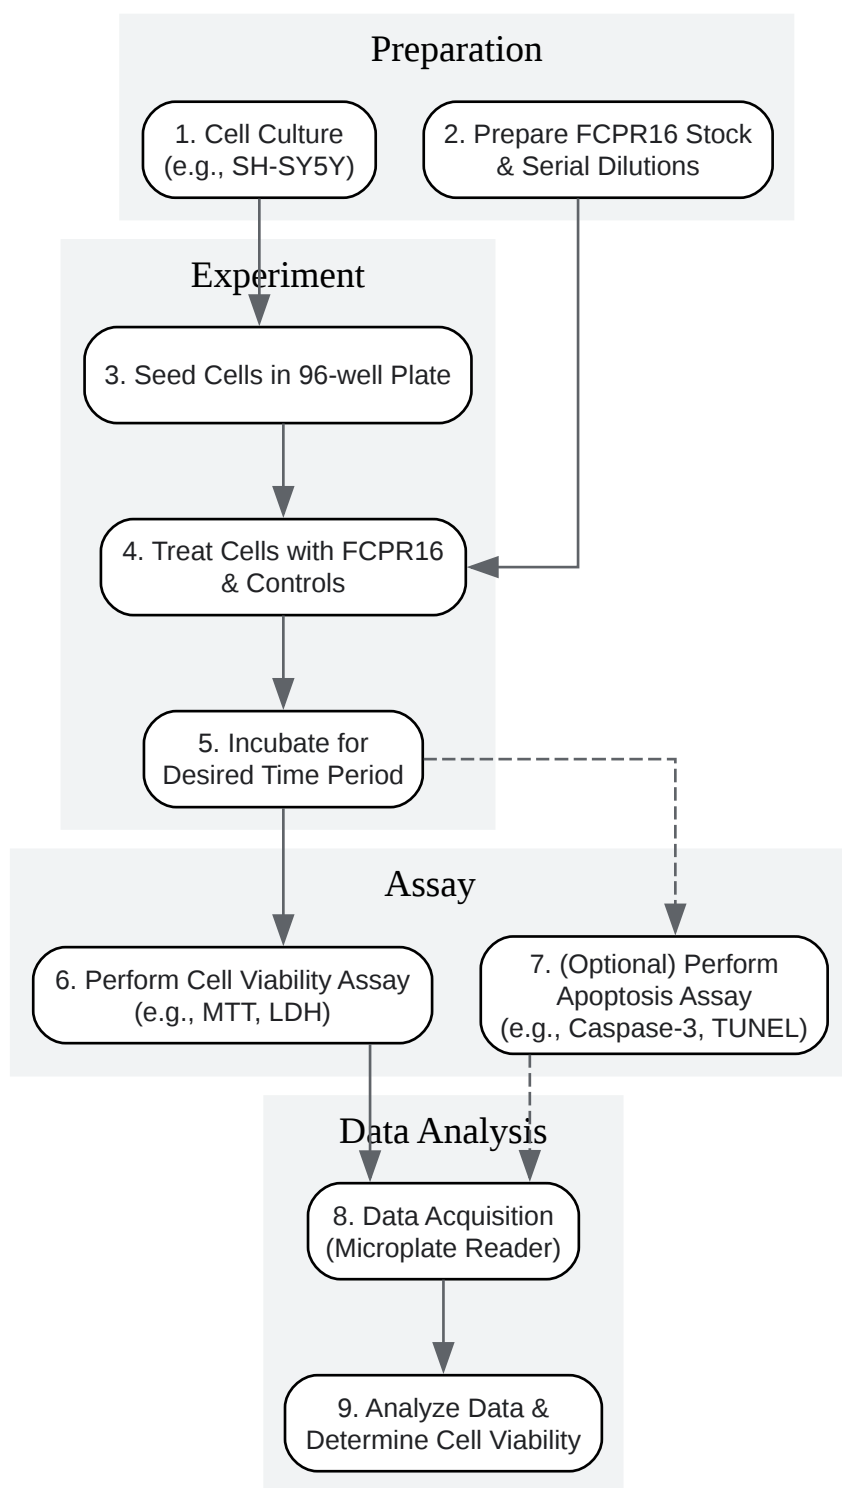 Preparation
1. Cell Culture
(e.g., SH-SY5Y)
2. Prepare FCPR16 Stock
& Serial Dilutions
Experiment
3. Seed Cells in 96-well Plate
4. Treat Cells with FCPR16
& Controls
5. Incubate for
Desired Time Period
Assay
6. Perform Cell Viability Assay
(e.g., MTT, LDH)
7. (Optional) Perform
Apoptosis Assay
(e.g., Caspase-3, TUNEL)
Data Analysis
8. Data Acquisition
(Microplate Reader)
9. Analyze Data &
Determine Cell Viability